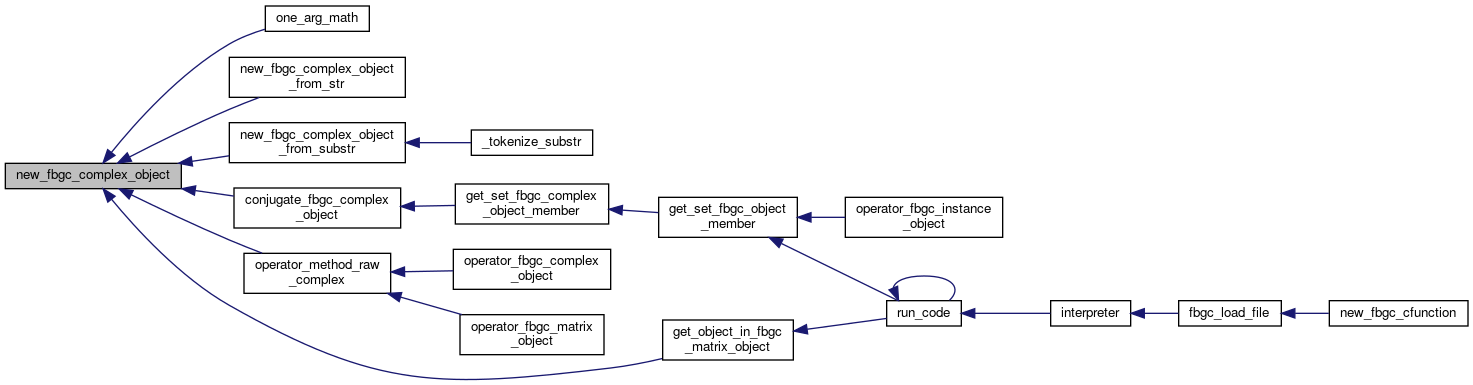 one_arg_math
new_fbgc_complex_object
_from_str
new_fbgc_complex_object
_from_substr
_tokenize_substr
new_fbgc_complex_object
conjugate_fbgc_complex
_object
get_set_fbgc_complex
_object_member
get_set_fbgc_object
_member
operator_fbgc_instance
_object
operator_method_raw
_complex
operator_fbgc_complex
_object
operator_fbgc_matrix
_object
get_object_in_fbgc
_matrix_object
run_code
interpreter
fbgc_load_file
new_fbgc_cfunction